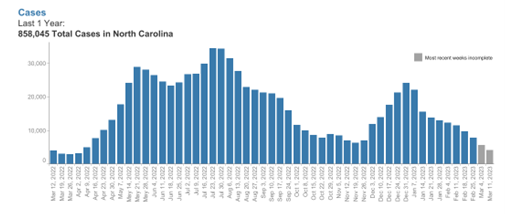 Cases
Last 1 Year:
858,045 Total Cases in North Carolina
Most recent weeks incomplete
30,000
20,000
10,000
0
Mar 12, 2022
Mar 19, 2022
Mar 26, 2022
Apr 2, 2022
Apr 9, 2022
Apr 16, 2022
Apr 23, 2022
Apr 30, 2022
May 7, 2022
May 14, 2022
May 21, 2022
May 28, 2022
Jun 4, 2022
Jun 11, 2022
Jun 18, 2022
Jun 25, 2022
Jul 2, 2022
Jul 9, 2022
Jul 16, 2022
Jul 23, 2022
Jul 30, 2022
Aug 6, 2022
Aug 13, 2022
Aug 20, 2022
Aug 27, 2022
Sep 3, 2022
Sep 10, 2022
Sep 17, 2022
Sep 24, 2022
Oct 1, 2022
Oct 8, 2022
Oct 15, 2022
Oct 22, 2022
Oct 29, 2022
Nov 5, 2022
Nov 12, 2022
Nov 19, 2022
Nov 26, 2022
Dec 3, 2022
Dec 10, 2022
Dec 17, 2022
Dec 24, 2022
Dec 31, 2022
Jan 7, 2023
Jan 14, 2023
Jan 21, 2023
Jan 28, 2023
Feb 4, 2023
Feb 11, 2023
Feb 18, 2023
Feb 25, 2023
Mar 4, 2023
Mar 11, 2023